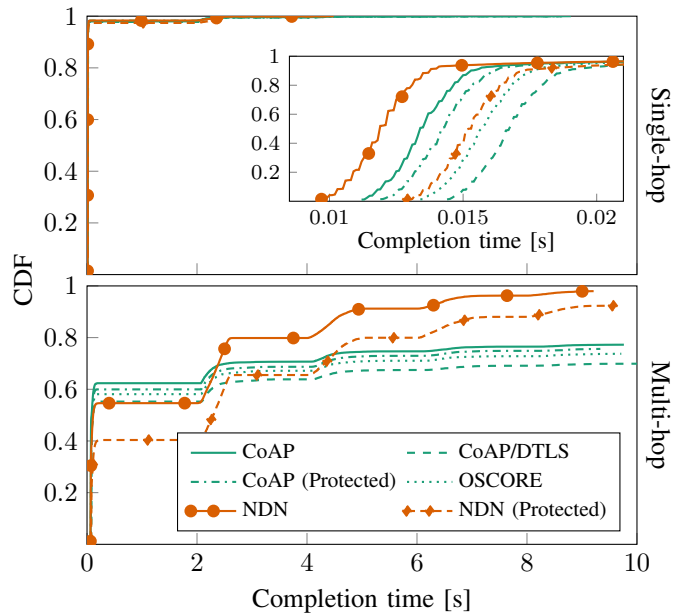 1
0.8
0.6
0.4
0.2
1
0.8
0.6
0.4
0.2
0.01
0.015
0.02
Completion time [s]
Single-hop
CDF
1
0.8
0.6
0.4
0.2
0
2
4
6
8
10
Completion time [s]
Multi-hop
CoAP
CoAP/DTLS
CoAP (Protected)
OSCORE
NDN
NDN (Protected)